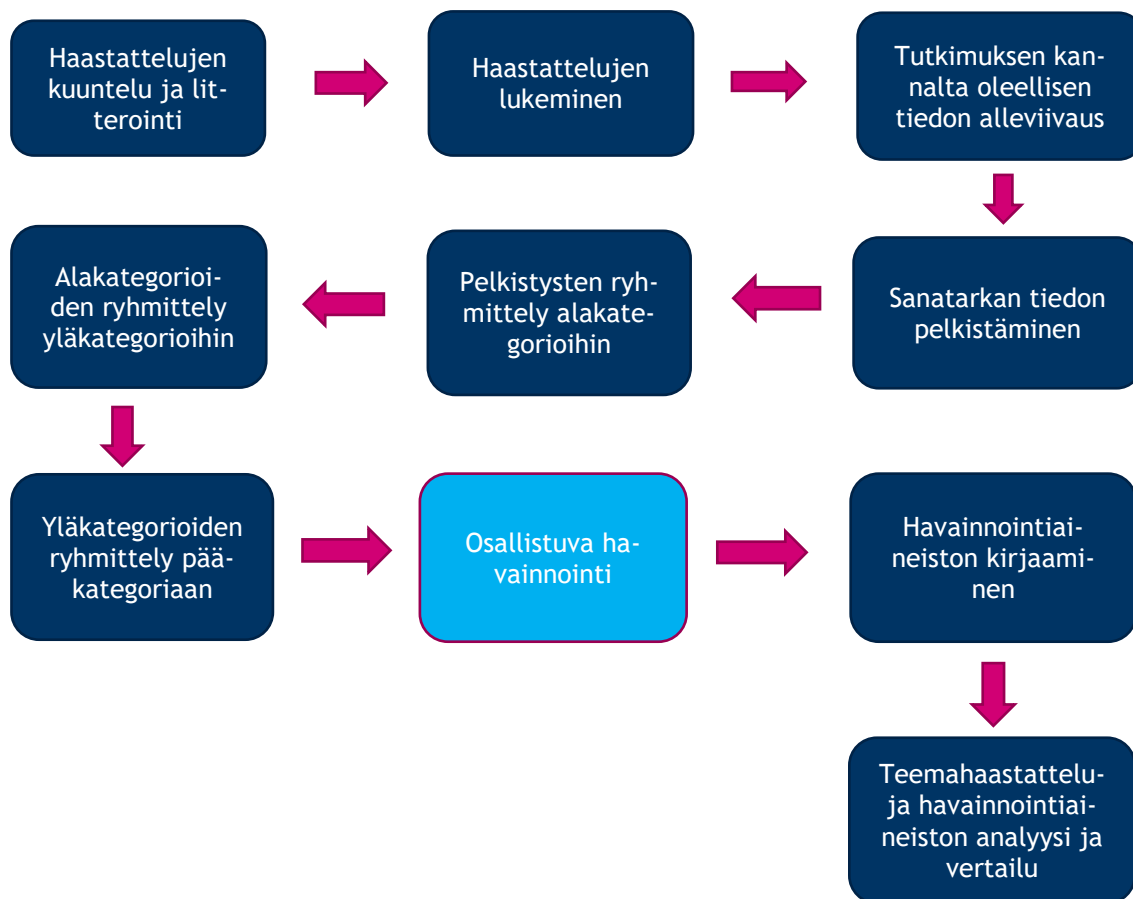 Haastattelujen
kuuntelu ja lit-
terointi
Haastattelujen
lukeminen
Tutkimuksen kan-
nalta oleellisen
tiedon alleviivaus
Alakategorioi-
den ryhmittely
yläkategorioihin
Pelkistysten ryh-
mittely alakate-
gorioihin
Sanatarkan tiedon
pelkistäminen
Yläkategorioiden
ryhmittely pää-
kategoriaan
Osallistuva ha-
vainnointi
Havainnointiai-
neiston kirjaami-
nen
Teemahaastattelu-
ja havainnointiai-
neiston analyysi ja
vertailu